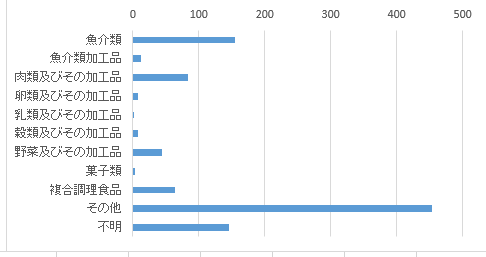 0 100 200 300 400 500
魚介類
魚介類加工品
肉類及びその加工品
卵類及びその加工品
乳類及びその加工品
穀類及びその加工品
野菜及びその加工品
菓子類
複合調理食品
その他
不明